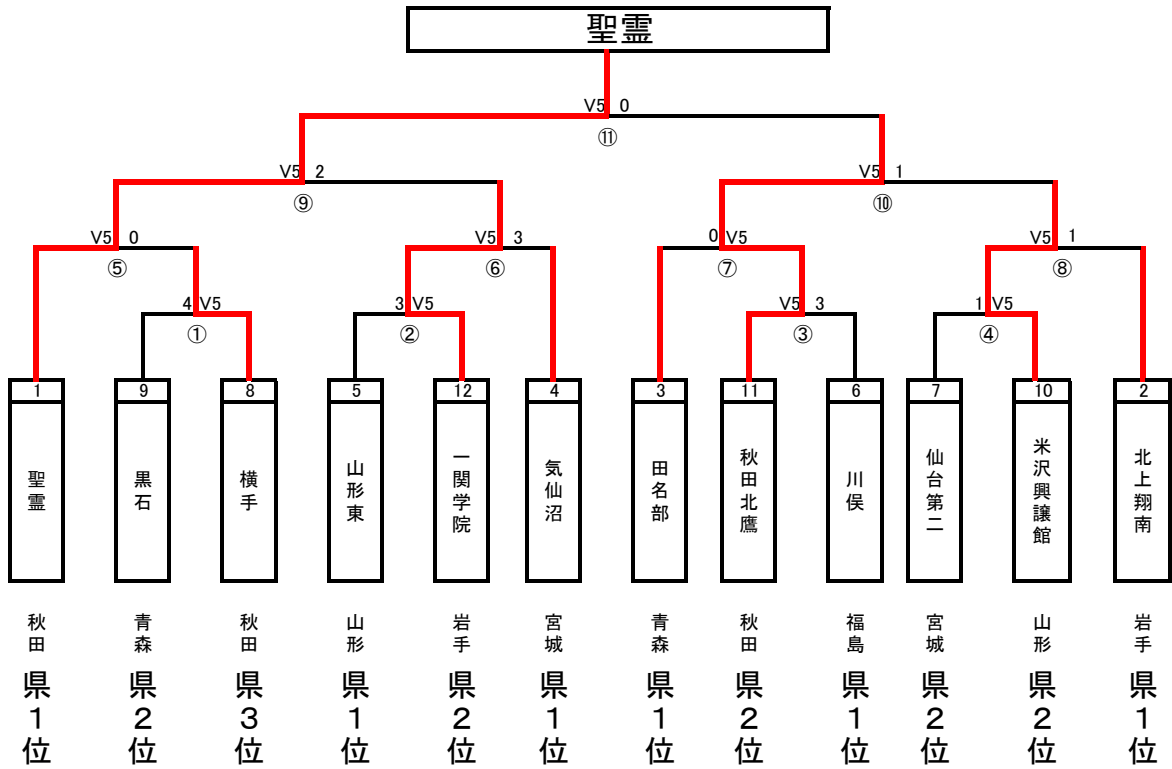 聖霊
V5 0
⑪
V5 2
V5 1
⑨
⑩
V5 0
V5 3
0 V5
V5 1
⑤
⑥
⑦
⑧
4 V5
3 V5
V5 3
1 V5
①
②
③
④
1 9 8 5 12 4 3 11 6 7 10 2
聖霊
黒石
横手
山形東
一関学院
気仙沼
田名部
秋田北鷹
川俣
仙台第二
米沢興譲館
北上翔南
秋田
青森
秋田
山形
岩手
宮城
青森
秋田
福島
宮城
山形
岩手
県1位
県2位
県3位
県1位
県2位
県1位
県1位
県2位
県1位
県2位
県2位
県1位